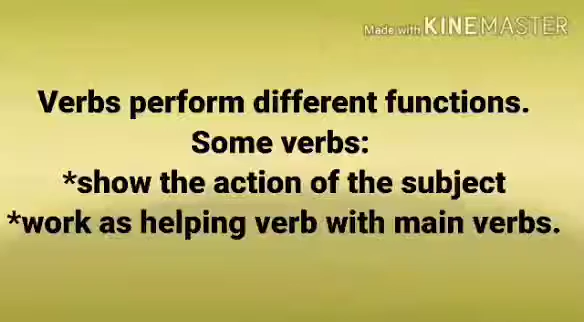 Made with KINEMASTER
Verbs perform different functions.
Some verbs:
*show the action of the subject
*work as helping verb with main verbs.